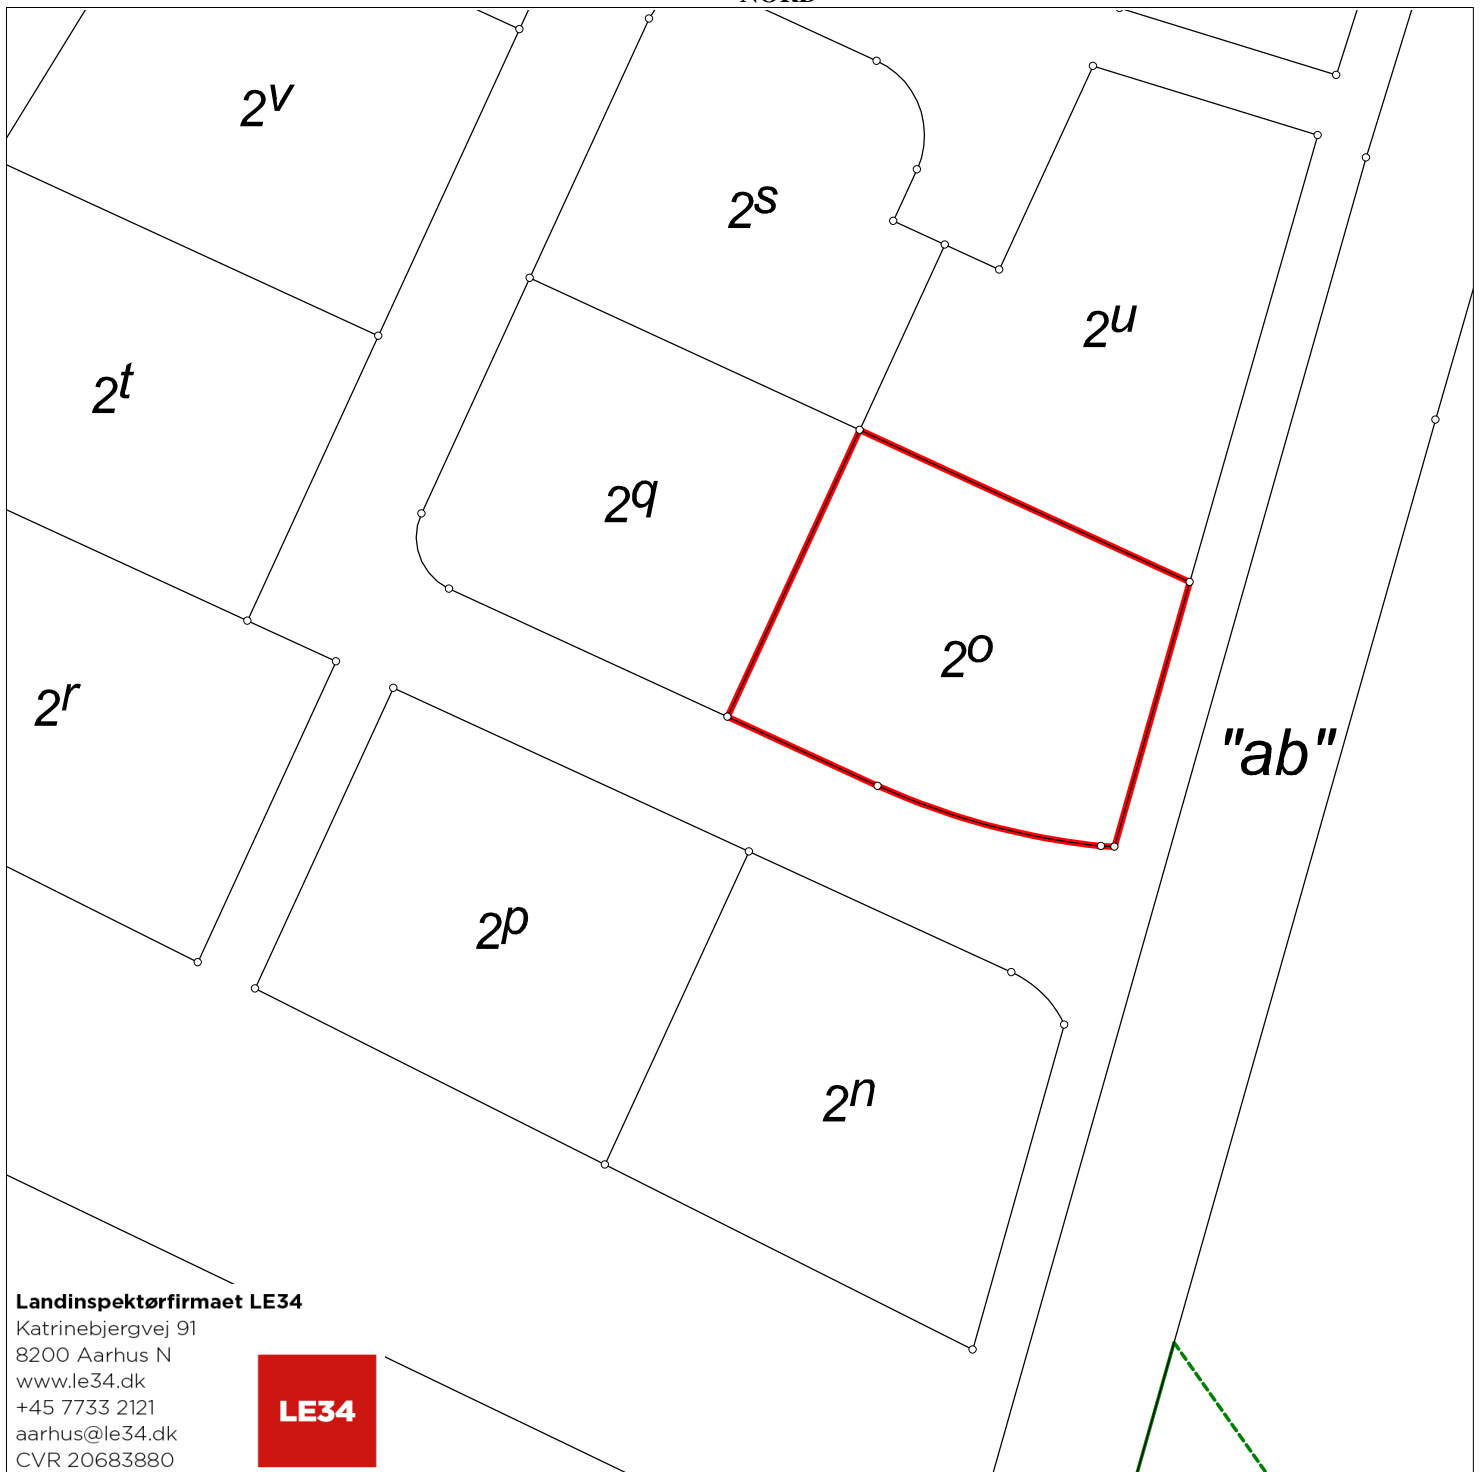 NORD
2v
2s
2u
2t
2q
2o
2r
"ab"
2p
2n
Landinspektørfirmaet LE34
Katrinebjergvej 91
8200 Aarhus N
www.le34.dk
+45 7733 2121
aarhus@le34.dk
CVR 20683880
LE34